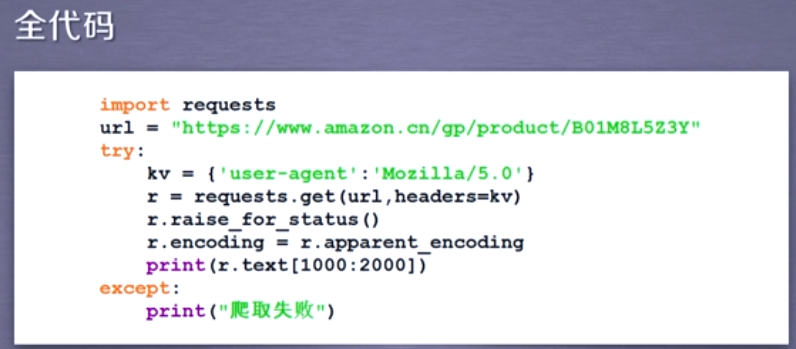 全代码
import requests
url = "https://www.amazon.cn/gp/product/B01M8L5Z3Y"
try:
    kv = {'user-agent':'Mozilla/5.0'}
    r = requests.get(url,headers=kv)
    r.raise_for_status()
    r.encoding = r.apparent_encoding
    print(r.text[1000:2000])
except:
    print("爬取失败")